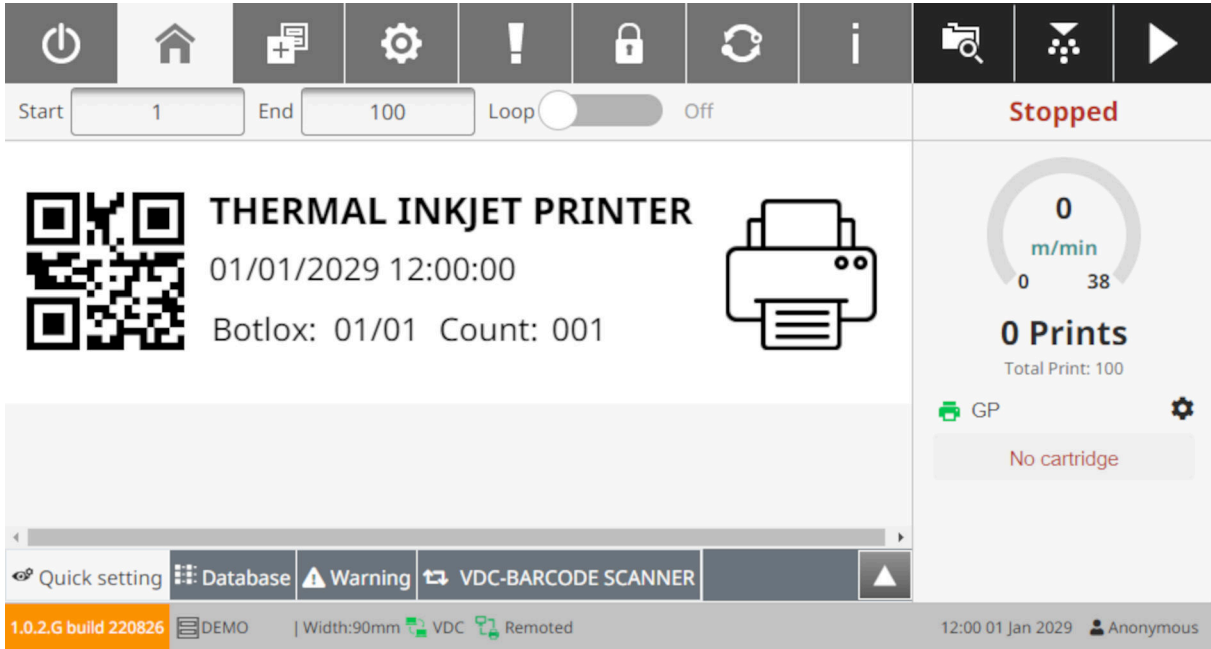 Start 1 End 100 Loop Off
Stopped
THERMAL INKJET PRINTER
01/01/2029 12:00:00
Botlox: 01/01 Count: 001
0
m/min
0 38
0 Prints
Total Print: 100
GP
No cartridge
Quick setting Database Warning VDC-BARCODE SCANNER
1.0.2.G build 220826 DEMO | Width:90mm VDC Remoted 12:00 01 Jan 2029 Anonymous